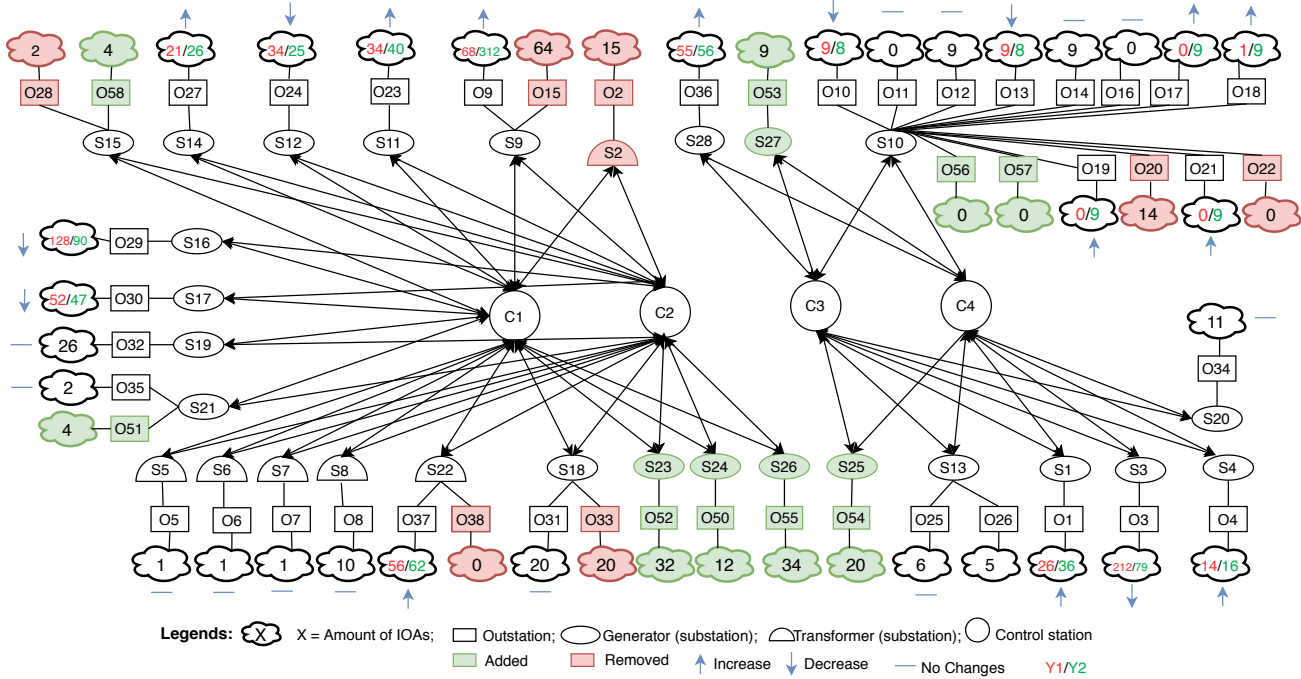 2 4 21/26 34/25 34/40 68/312 64 15 55/56 9 9/8 0 9 9/8 9 0 0/9 1/9
O28 O58 O27 O24 O23 O9 O15 O2 O36 O53 O10 O11 O12 O13 O14 O16 O17 O18
S15 S14 S12 S11 S9 S2 S28 S27 S10
O56 O57 O19 O20 O21 O22
0 0 0/9 14 0/9 0
128/90 O29 S16
52/47 O30 S17 C1 C2 C3 C4
11
26 O32 S19
O34
2 O35
S21
S20
4 O51
S5 S6 S7 S8 S22 S18 S23 S24 S26 S25 S13 S1 S3 S4
O5 O6 O7 O8 O37 O38 O31 O33 O52 O50 O55 O54 O25 O26 O1 O3 O4
1 1 1 10 56/62 0 20 20 32 12 34 20 6 5 26/36 212/79 14/16
Legends: X X = Amount of IOAs; Outstation; Generator (substation); Transformer (substation); Control station
Added Removed Increase Decrease No Changes Y1/Y2